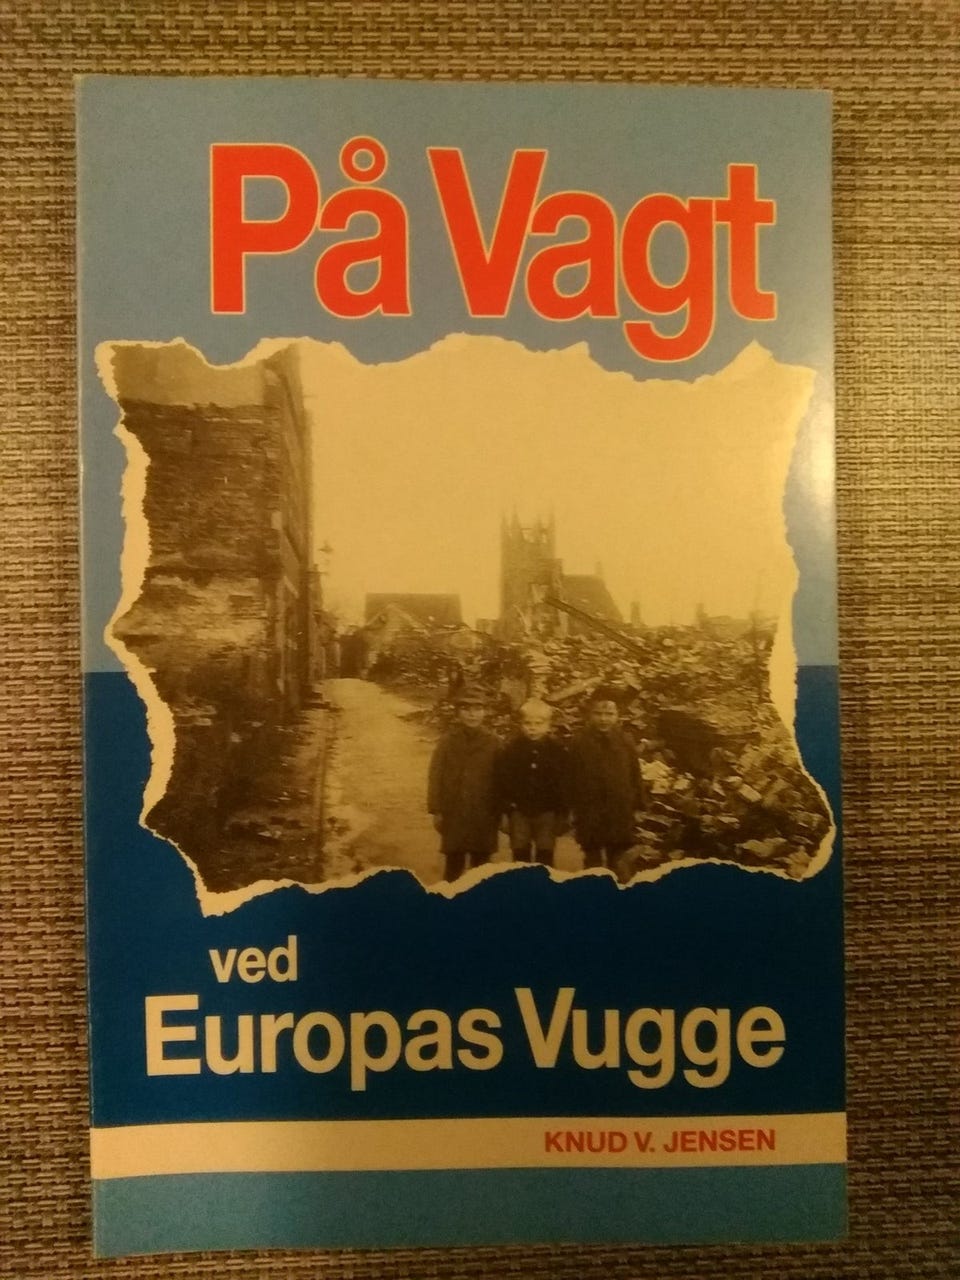 På Vagt
ved
Europas Vugge
KNUD V. JENSEN